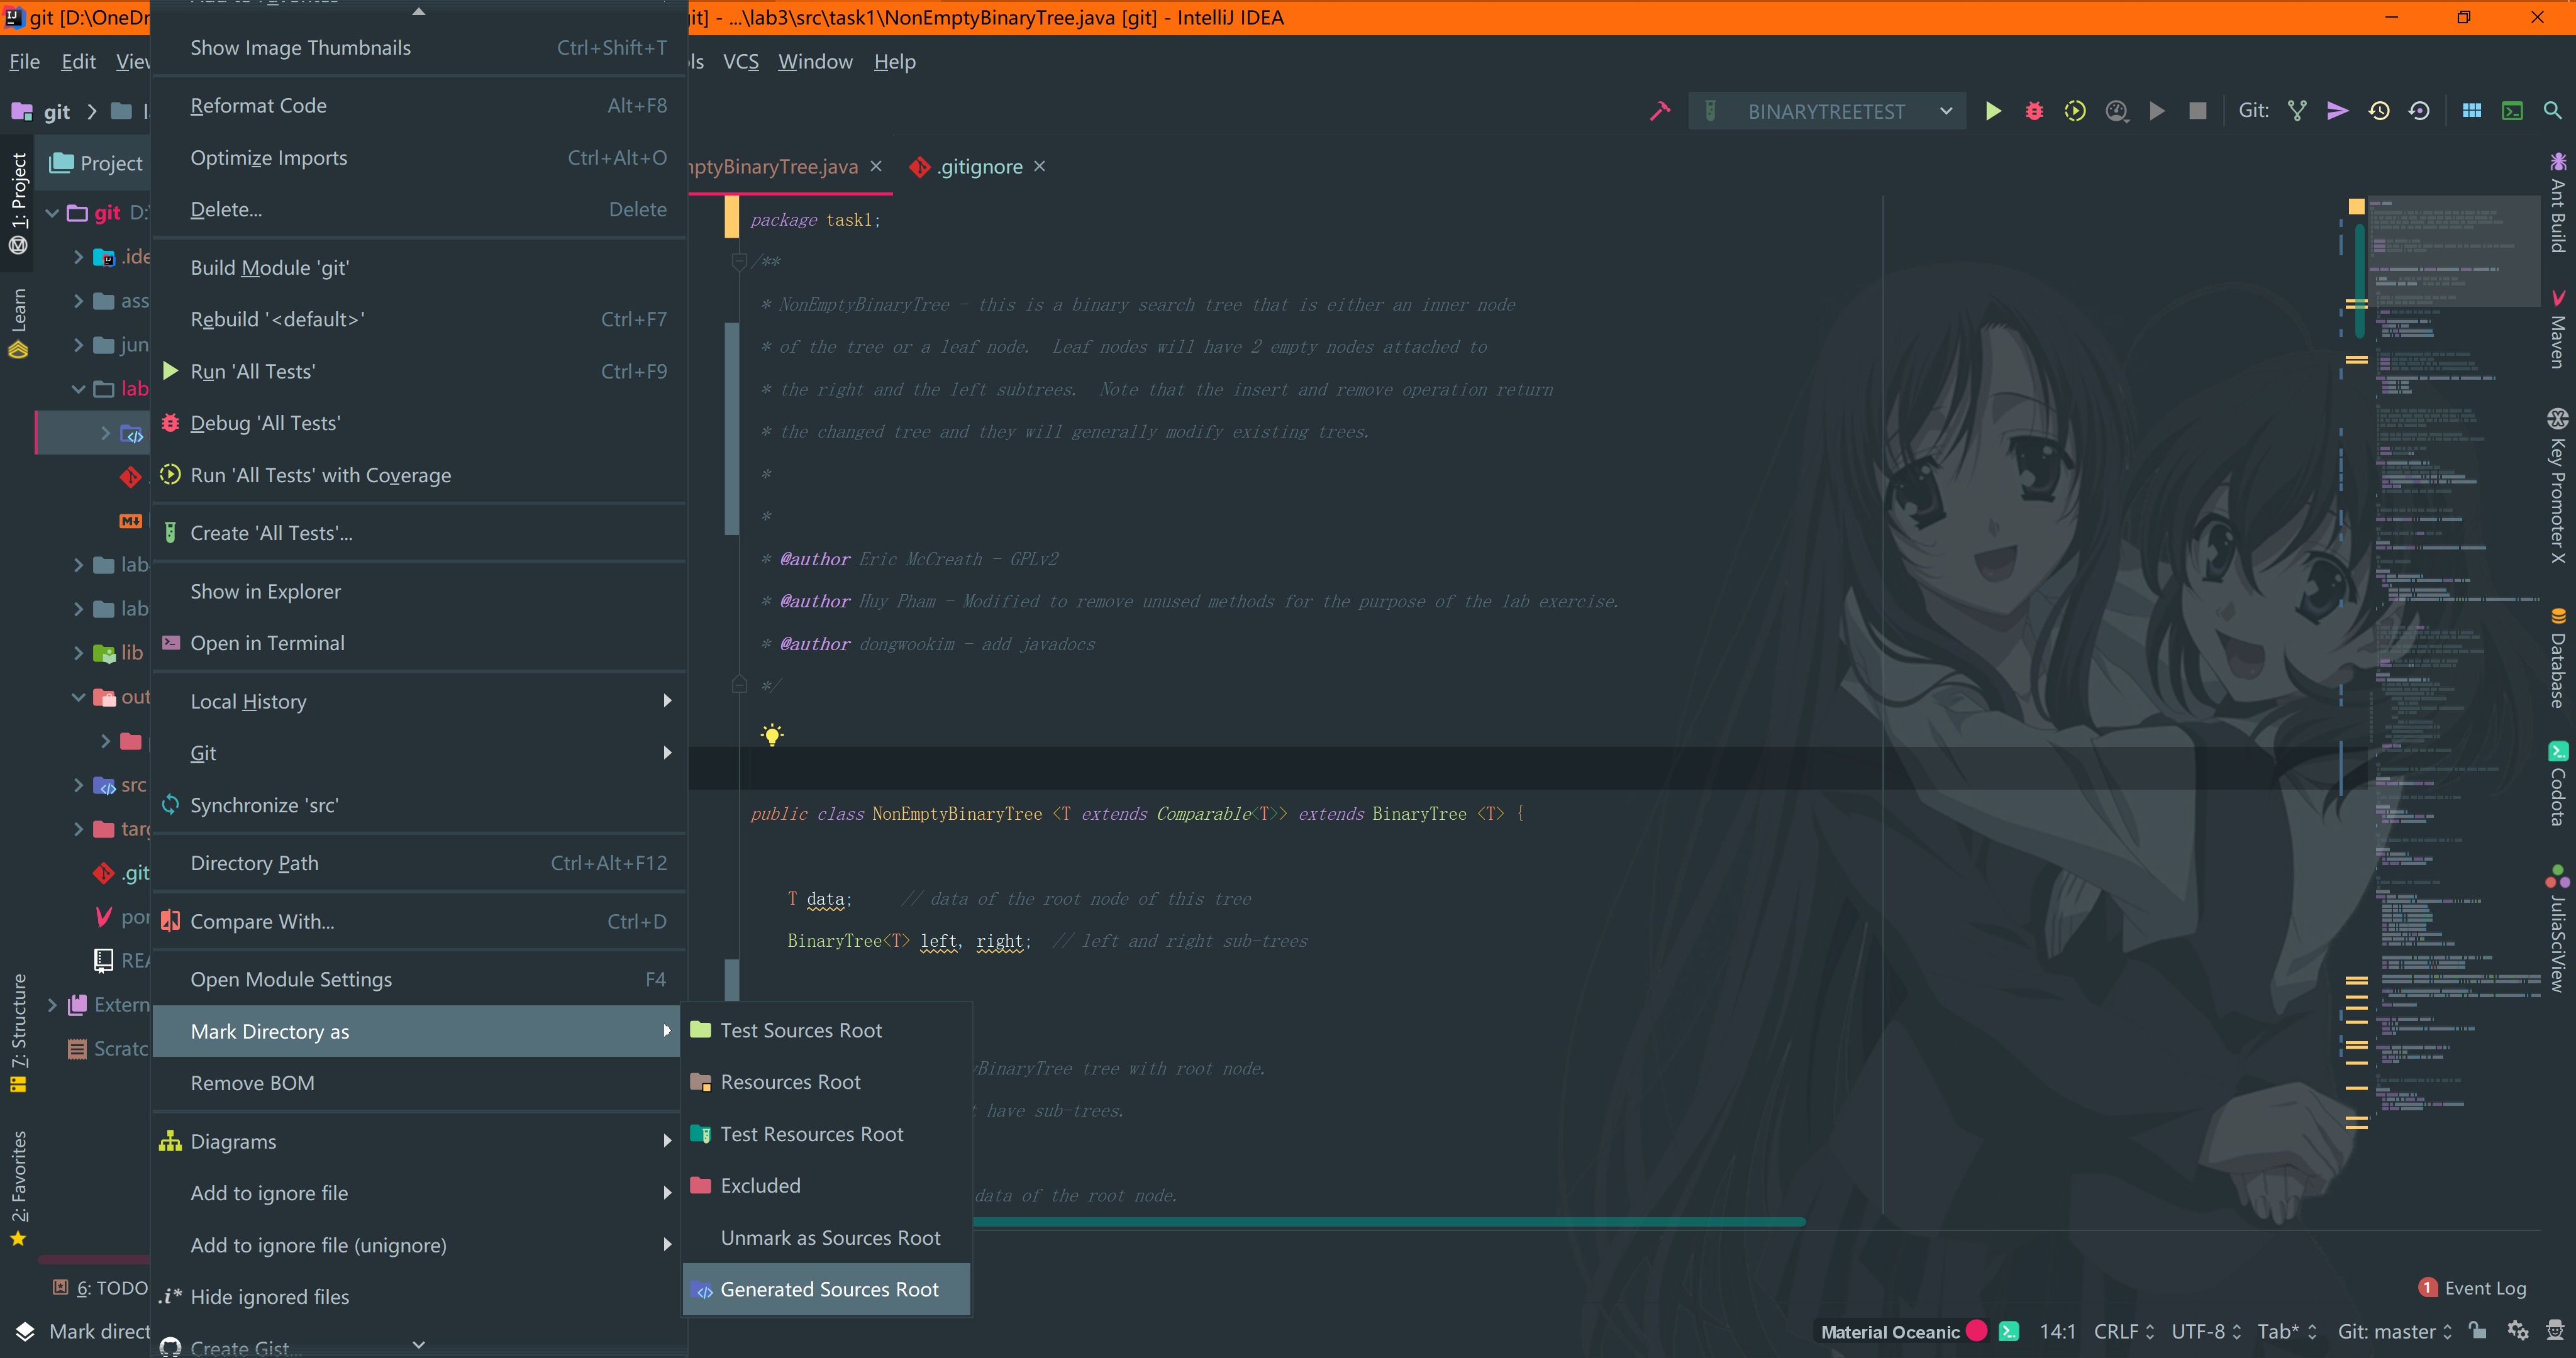 git [D:\OneDr
git] - ...\lab3\src\task1\NonEmptyBinaryTree.java [git] - IntelliJ IDEA
File Edit View
ls VCS Window Help
git
BINARYTREETEST
Git:
Project
ptyBinaryTree.java
.gitignore
1: Project
Learn
7: Structure
2: Favorites
git D:\
.ide
ass
jun
lab
M↓
lab
lab
lib
out
src
targ
.git
REA
Extern
Scratc
6: TODO
Mark direct
Show Image Thumbnails Ctrl+Shift+T
Reformat Code Alt+F8
Optimize Imports Ctrl+Alt+O
Delete... Delete
Build Module 'git'
Rebuild '<default>' Ctrl+F7
Run 'All Tests' Ctrl+F9
Debug 'All Tests'
Run 'All Tests' with Coverage
Create 'All Tests'...
Show in Explorer
Open in Terminal
Local History
Git
Synchronize 'src'
Directory Path Ctrl+Alt+F12
Compare With... Ctrl+D
Open Module Settings F4
Mark Directory as
Remove BOM
Diagrams
Add to ignore file
Add to ignore file (unignore)
.i* Hide ignored files
Create Gist...
Test Sources Root
Resources Root
Test Resources Root
Excluded
Unmark as Sources Root
Generated Sources Root
package task1;
/**
* NonEmptyBinaryTree - this is a binary search tree that is either an inner node
* of the tree or a leaf node.  Leaf nodes will have 2 empty nodes attached to
* the right and the left subtrees.  Note that the insert and remove operation return
* the changed tree and they will generally modify existing trees.
*
*
* @author Eric McCreath - GPLv2
* @author Huy Pham - Modified to remove unused methods for the purpose of the lab exercise.
* @author dongwookim - add javadocs
*/
public class NonEmptyBinaryTree <T extends Comparable<T>> extends BinaryTree <T> {
T data;     // data of the root node of this tree
BinaryTree<T> left, right;  // left and right sub-trees
yBinaryTree tree with root node.
t have sub-trees.
data of the root node.
Ant Build
Maven
Key Promoter X
Database
Codota
JuliaSciView
1 Event Log
Material Oceanic
14:1 CRLF UTF-8 Tab* Git: master